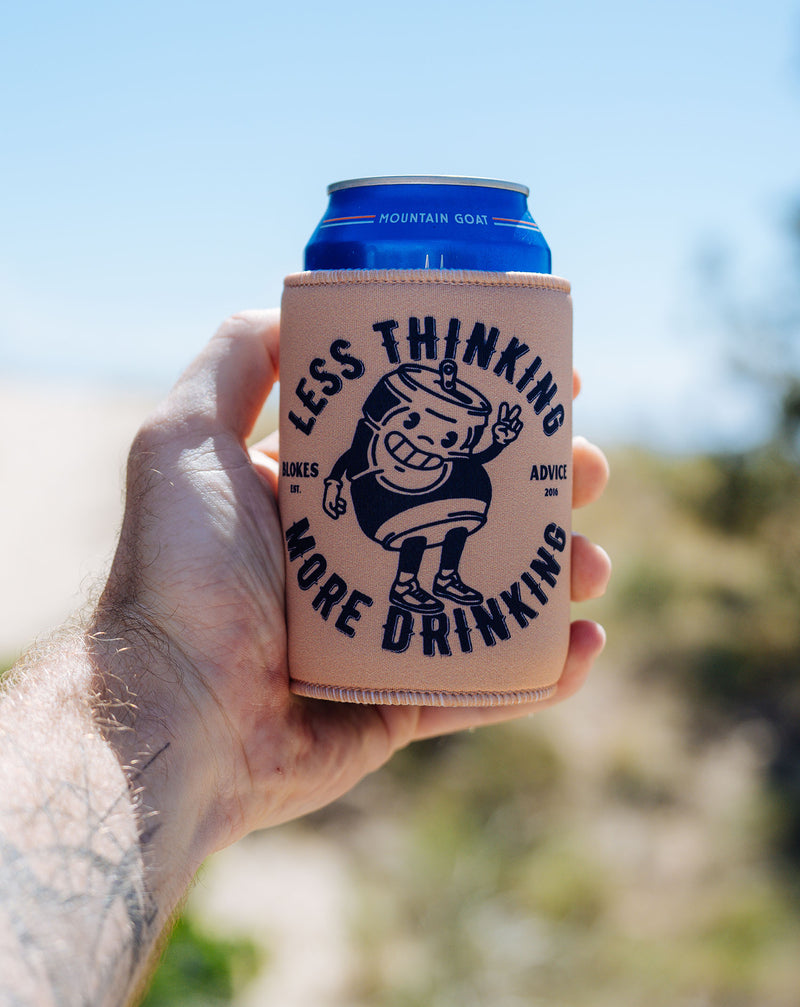 MOUNTAIN GOAT
LESS THINKING
BLOKES ADVICE
EST. 2016
MORE DRINKING